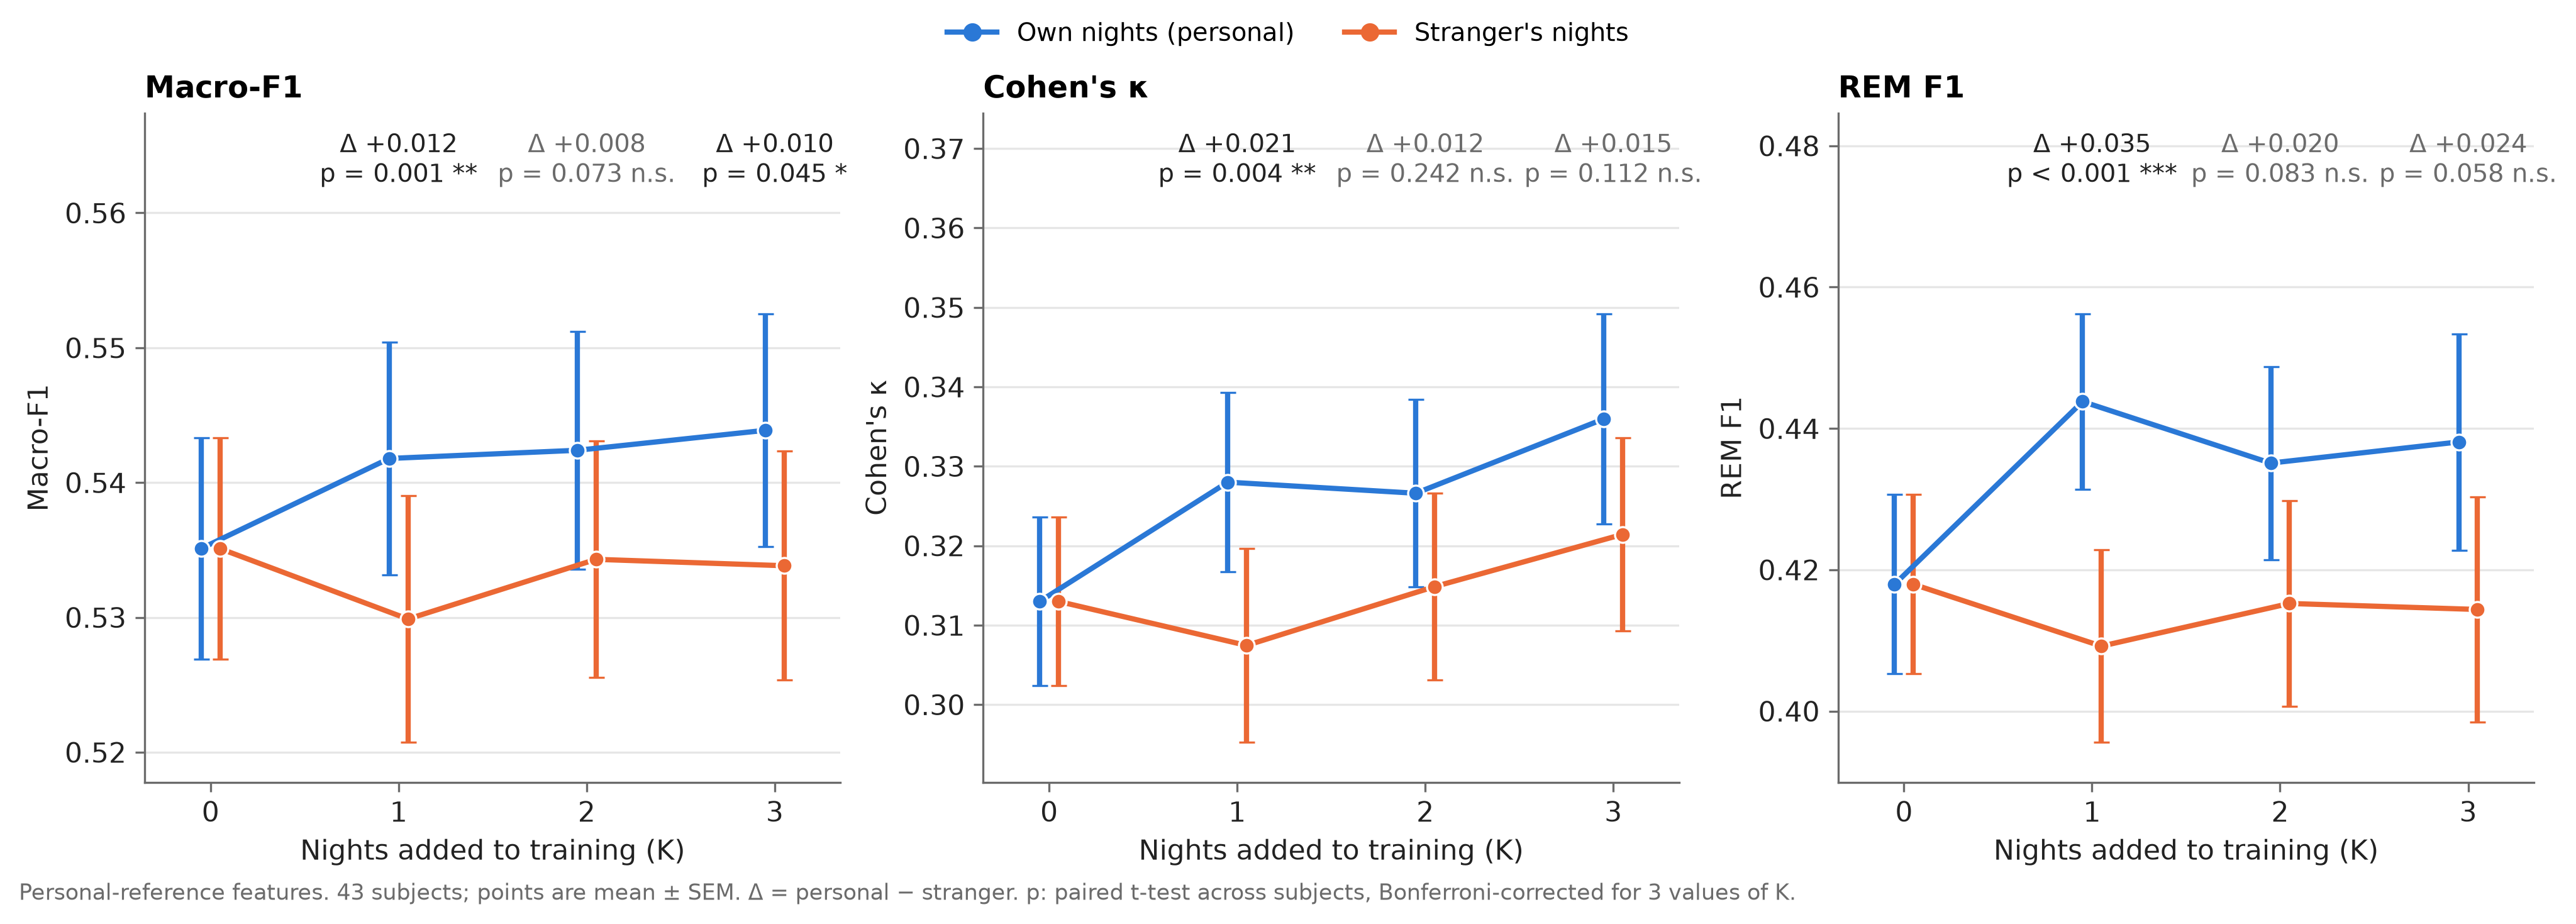 Own nights (personal)
Stranger's nights
Macro-F1
Δ +0.012
p = 0.001 **
Δ +0.008
p = 0.073 n.s.
Δ +0.010
p = 0.045 *
Macro-F1
0.56
0.55
0.54
0.53
0.52
0
1
2
3
Nights added to training (K)
Cohen's κ
Δ +0.021
p = 0.004 **
Δ +0.012
p = 0.242 n.s.
Δ +0.015
p = 0.112 n.s.
Cohen's κ
0.37
0.36
0.35
0.34
0.33
0.32
0.31
0.30
0
1
2
3
Nights added to training (K)
REM F1
Δ +0.035
p < 0.001 ***
Δ +0.020
p = 0.083 n.s.
Δ +0.024
p = 0.058 n.s.
REM F1
0.48
0.46
0.44
0.42
0.40
0
1
2
3
Nights added to training (K)
Personal-reference features. 43 subjects; points are mean ± SEM. Δ = personal − stranger. p: paired t-test across subjects, Bonferroni-corrected for 3 values of K.